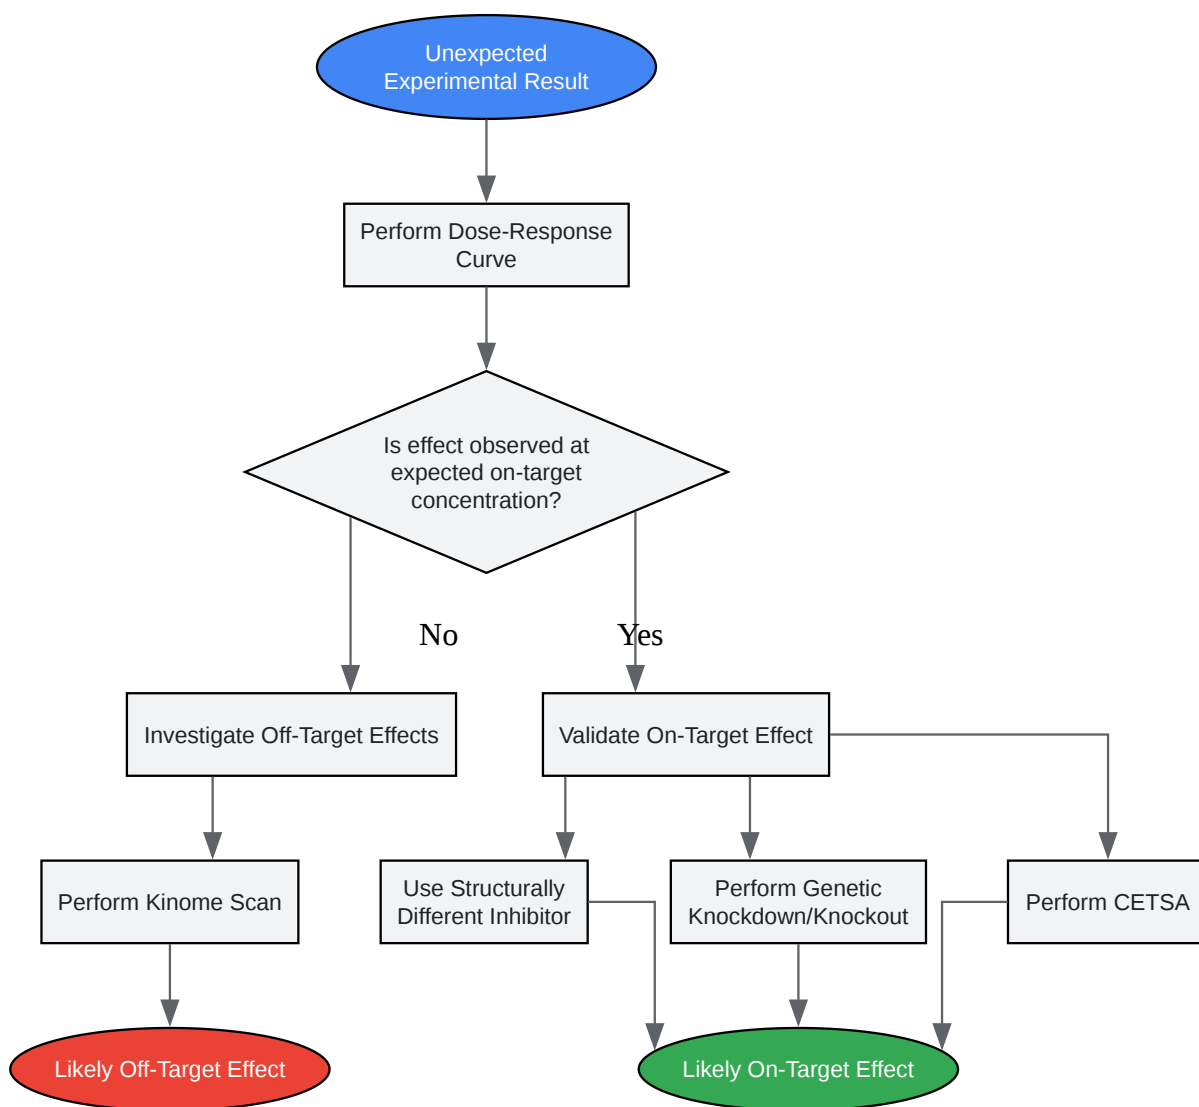 Unexpected
Experimental Result
Perform Dose-Response
Curve
Is effect observed at
expected on-target
concentration?
No
Yes
Investigate Off-Target Effects
Validate On-Target Effect
Perform Kinome Scan
Use Structurally
Different Inhibitor
Perform Genetic
Knockdown/Knockout
Perform CETSA
Likely Off-Target Effect
Likely On-Target Effect